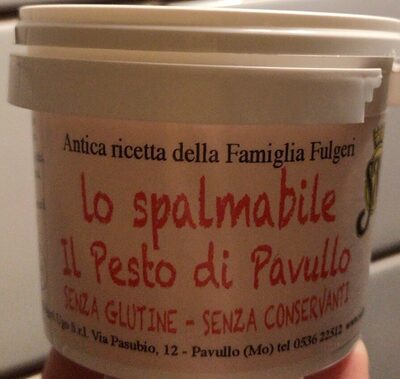 Antica ricetta della Famiglia Fulgeri
lo spalmabile
Il Pesto di Pavullo
SENZA GLUTINE - SENZA CONSERVANTI
Ugo S.r.l. Via Pasubio, 12 - Pavullo (Mo) tel 0536 22512